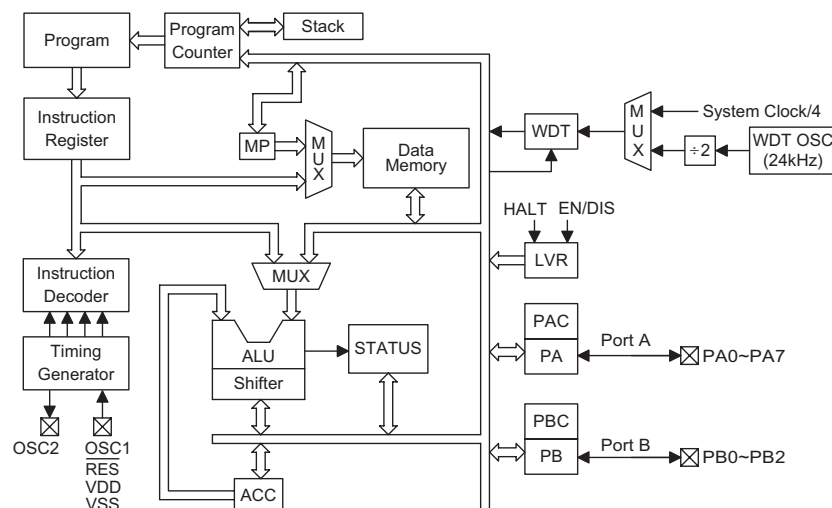 Program
Program
Counter
Stack
Instruction
Register
MP
M
U
X
Data
Memory
WDT
M
U
X
System Clock/4
÷2
WDT OSC
(24kHz)
HALT
EN/DIS
LVR
MUX
Instruction
Decoder
Timing
Generator
ALU
Shifter
STATUS
PAC
PA
Port A
PA0~PA7
PBC
PB
Port B
PB0~PB2
OSC2
OSC1
RES
VDD
VSS
ACC